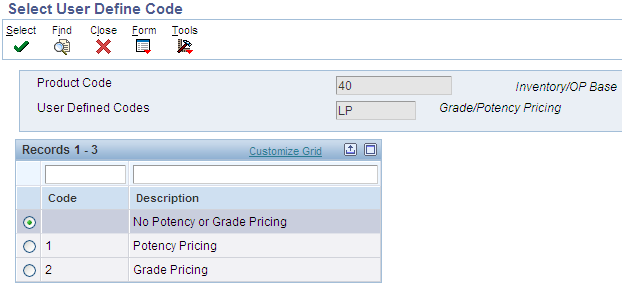 Select User Define Code
Select Find Close Form Tools
Product Code 40 Inventory/OP Base
User Defined Codes LP Grade/Potency Pricing
Records 1 - 3 Customize Grid
Code Description
No Potency or Grade Pricing
1 Potency Pricing
2 Grade Pricing